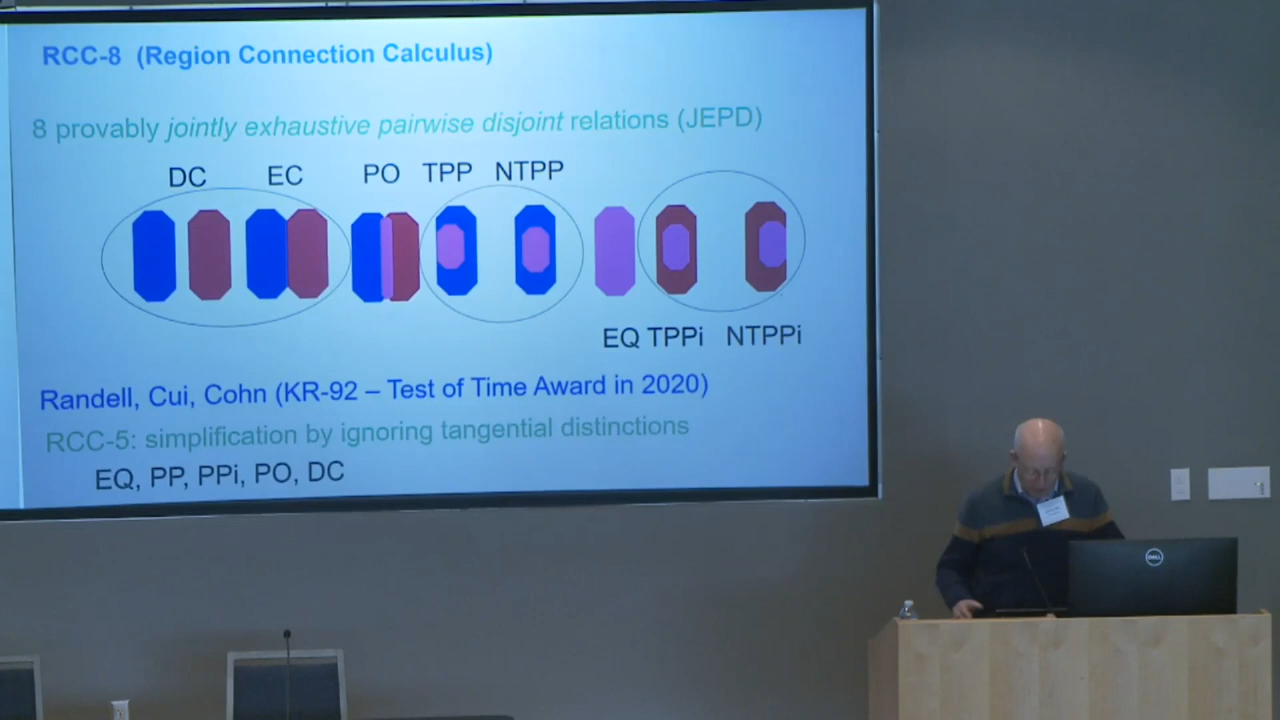 RCC-8 (Region Connection Calculus)
8 provably jointly exhaustive pairwise disjoint relations (JEPD)
DC EC PO TPP NTPP
EQ TPPi NTPPi
Randell, Cui, Cohn (KR-92 – Test of Time Award in 2020)
RCC-5: simplification by ignoring tangential distinctions
EQ, PP, PPi, PO, DC
DELL